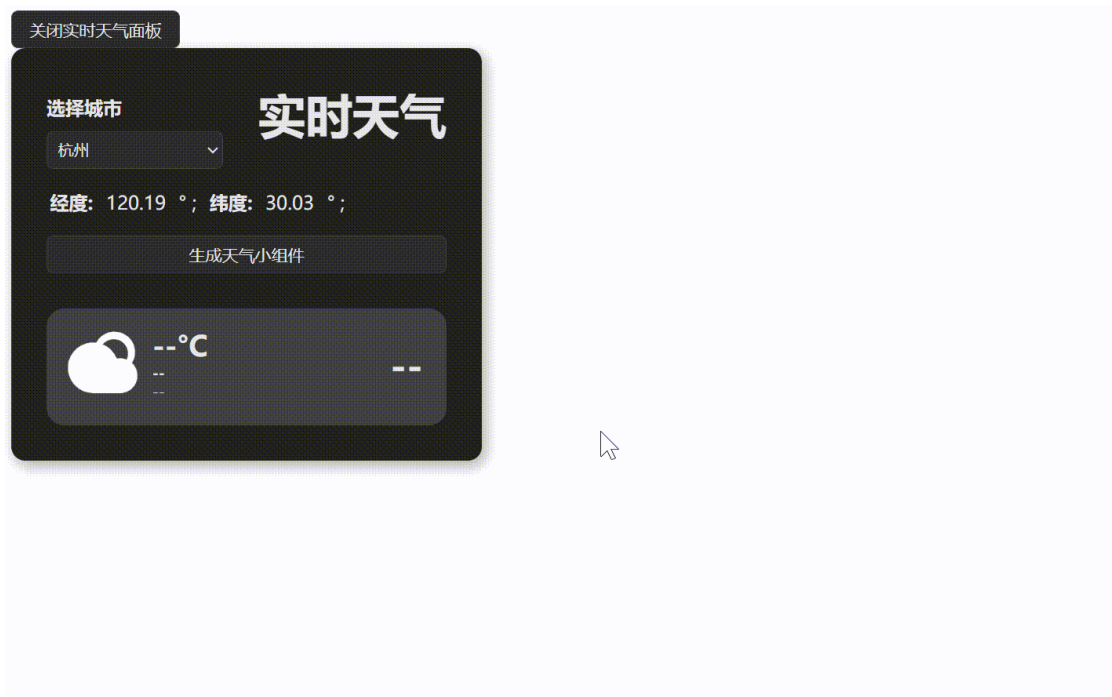 关闭实时天气面板
选择城市
实时天气
杭州
经度: 120.19 °; 纬度: 30.03 °;
生成天气小组件
--°C
--
--
--